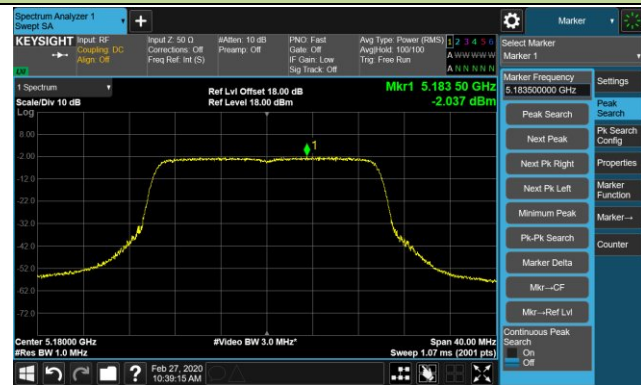 Spectrum Analyzer 1
Swept SA
Marker
KEYSIGHT
Input: RF
Coupling: DC
Align: Off
Input Z: 50 Ω
Corrections: Off
Freq Ref: Int (S)
#Atten: 10 dB
Preamp: Off
PNO: Fast
Gate: Off
IF Gain: Low
Sig Track: Off
Avg Type: Power (RMS)
Avg|Hold: 100/100
Trig: Free Run
1 2 3 4 5 6
A W W W W W
A N N N N N
Select Marker
Marker 1
1 Spectrum
Scale/Div 10 dB
Log
Ref Lvl Offset 18.00 dB
Ref Level 18.00 dBm
Mkr1 5.183 50 GHz
-2.037 dBm
8.00
-2.00
-12.0
-22.0
-32.0
-42.0
-52.0
-62.0
-72.0
1
Center 5.18000 GHz
#Res BW 1.0 MHz
#Video BW 3.0 MHz*
Span 40.00 MHz
Sweep 1.07 ms (2001 pts)
Marker Frequency
5.183500000 GHz
Peak Search
Next Peak
Next Pk Right
Next Pk Left
Minimum Peak
Pk-Pk Search
Marker Delta
Mkr→CF
Mkr→Ref Lvl
Continuous Peak
Search
On
Off
Settings
Peak
Search
Pk Search
Config
Properties
Marker
Function
Marker→
Counter
Feb 27, 2020
10:39:15 AM